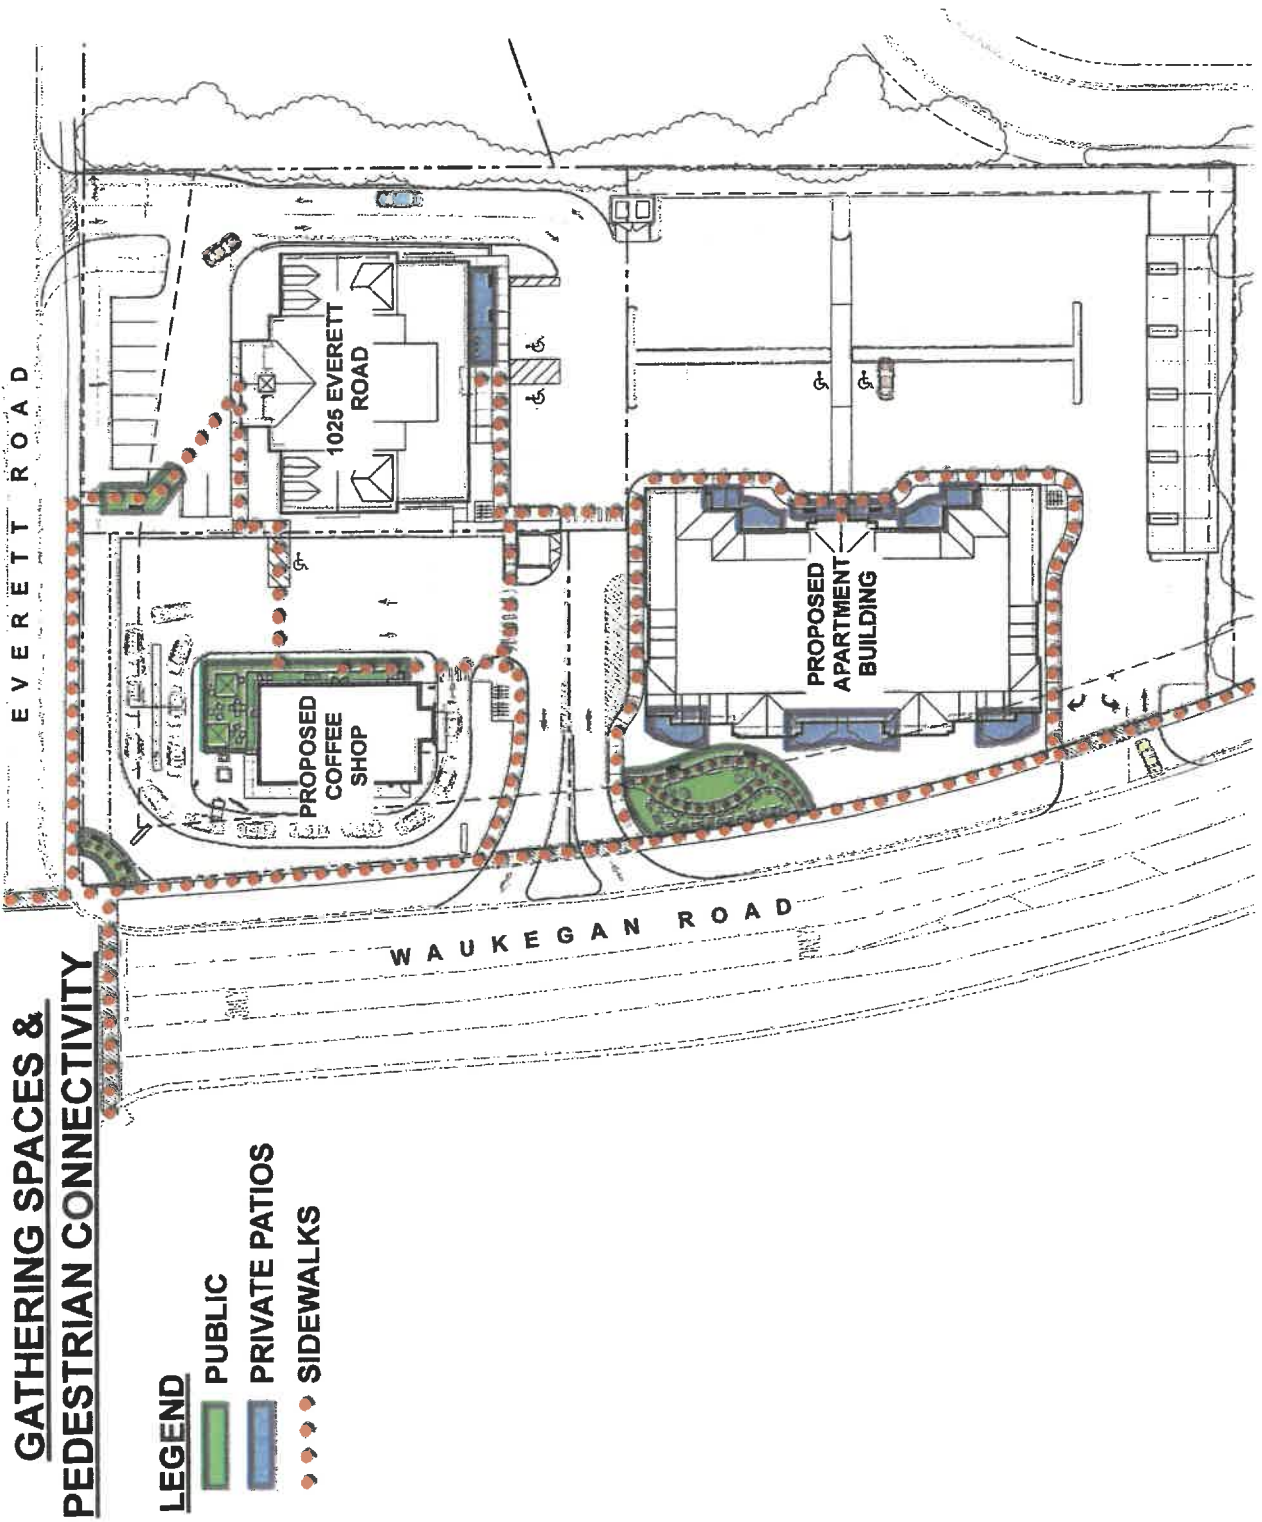 GATHERING SPACES &
PEDESTRIAN CONNECTIVITY
LEGEND
PUBLIC
PRIVATE PATIOS
SIDEWALKS
EVERETT ROAD
1025 EVERETT
ROAD
PROPOSED
COFFEE
SHOP
PROPOSED
APARTMENT
BUILDING
WAUKEGAN ROAD